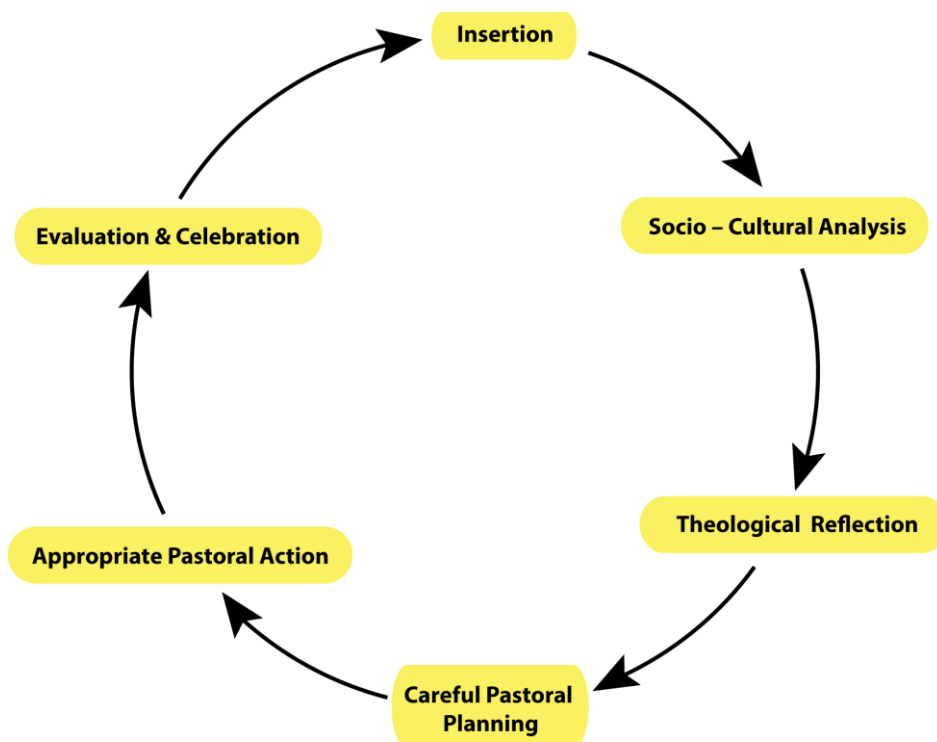 Insertion
Socio – Cultural Analysis
Theological Reflection
Careful Pastoral
Planning
Appropriate Pastoral Action
Evaluation & Celebration